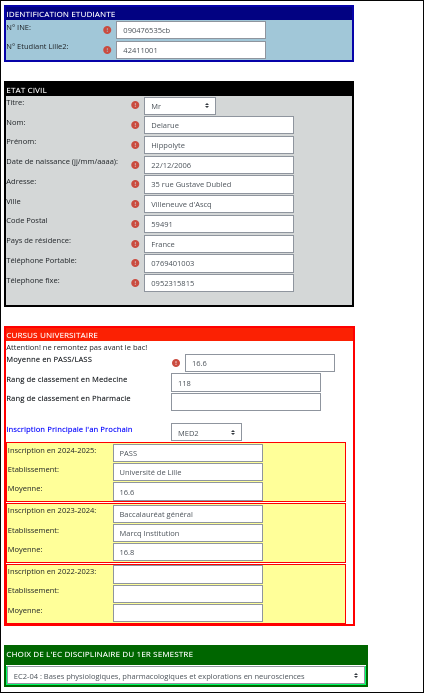 IDENTIFICATION ETUDIANTE
N° INE: 090476535cb
N° Etudiant Lille2: 42411001
ETAT CIVIL
Titre: Mr
Nom: Delarue
Prénom: Hippolyte
Date de naissance (jj/mm/aaaa): 22/12/2006
Adresse: 35 rue Gustave Dubled
Ville Villeneuve d'Ascq
Code Postal 59491
Pays de résidence: France
Téléphone Portable: 0769401003
Téléphone fixe: 0952315815
CURSUS UNIVERSITAIRE
Attention! ne remontez pas avant le bac!
Moyenne en PASS/LASS 16.6
Rang de classement en Medecine 118
Rang de classement en Pharmacie
Inscription Principale l'an Prochain MED2
Inscription en 2024-2025: PASS
Etablissement: Université de Lille
Moyenne: 16.6
Inscription en 2023-2024: Baccalauréat général
Etablissement: Marcq Institution
Moyenne: 16.8
Inscription en 2022-2023:
Etablissement:
Moyenne:
CHOIX DE L'EC DISCIPLINAIRE DU 1ER SEMESTRE
EC2-04 : Bases physiologiques, pharmacologiques et explorations en neurosciences